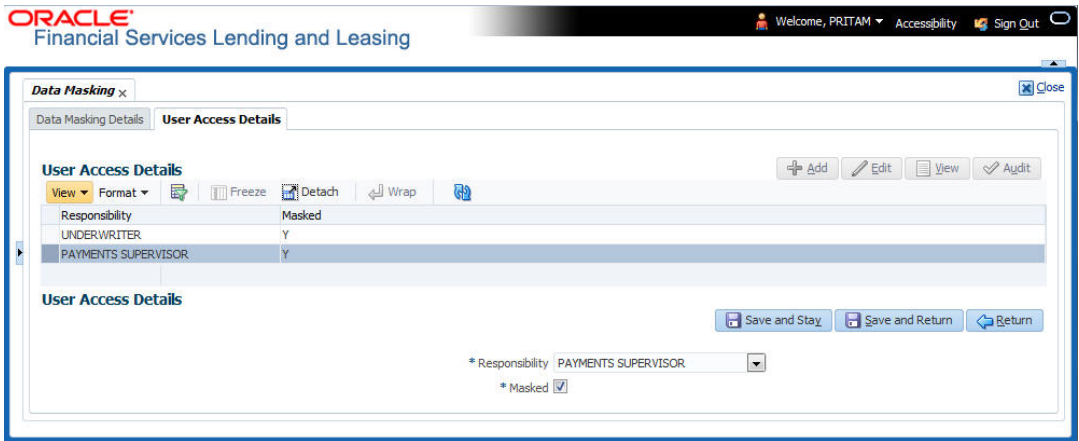 ORACLE'
Financial Services Lending and Leasing
Welcome, PRITAM Accessibility Sign Out
Data Masking x Close
Data Masking Details User Access Details
User Access Details Add Edit View Audit
View Format Freeze Detach Wrap
Responsibility Masked
UNDERWRITER Y
PAYMENTS SUPERVISOR Y
User Access Details
Save and Stay Save and Return Return
* Responsibility PAYMENTS SUPERVISOR
* Masked